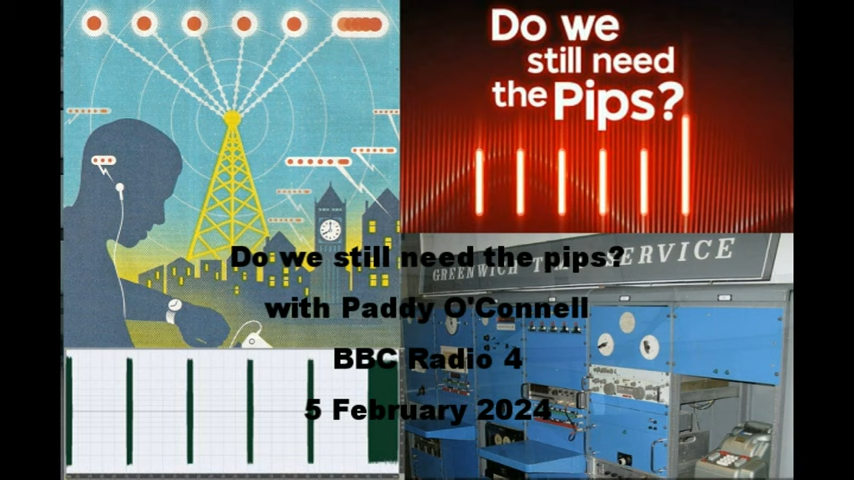 Do we
still need
the Pips?
GREENWICH TIME SERVICE
Do we still need the pips?
with Paddy O'Connell
BBC Radio 4
5 February 2024